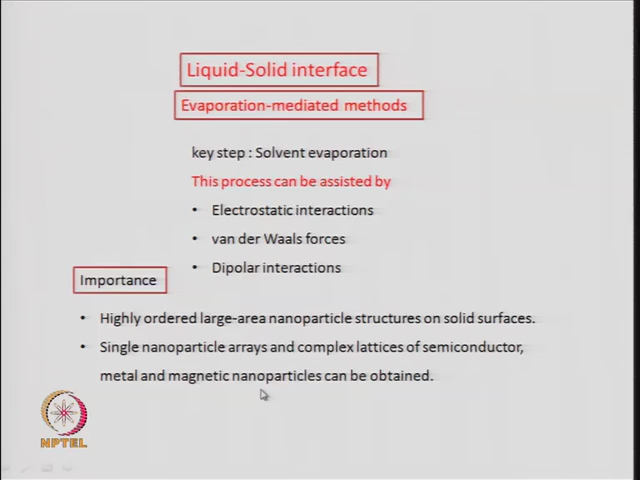 Liquid-Solid interface
Evaporation-mediated methods
key step : Solvent evaporation
This process can be assisted by
• Electrostatic interactions
• van der Waals forces
• Dipolar interactions
Importance
• Highly ordered large-area nanoparticle structures on solid surfaces.
• Single nanoparticle arrays and complex lattices of semiconductor,
metal and magnetic nanoparticles can be obtained.
NPTEL